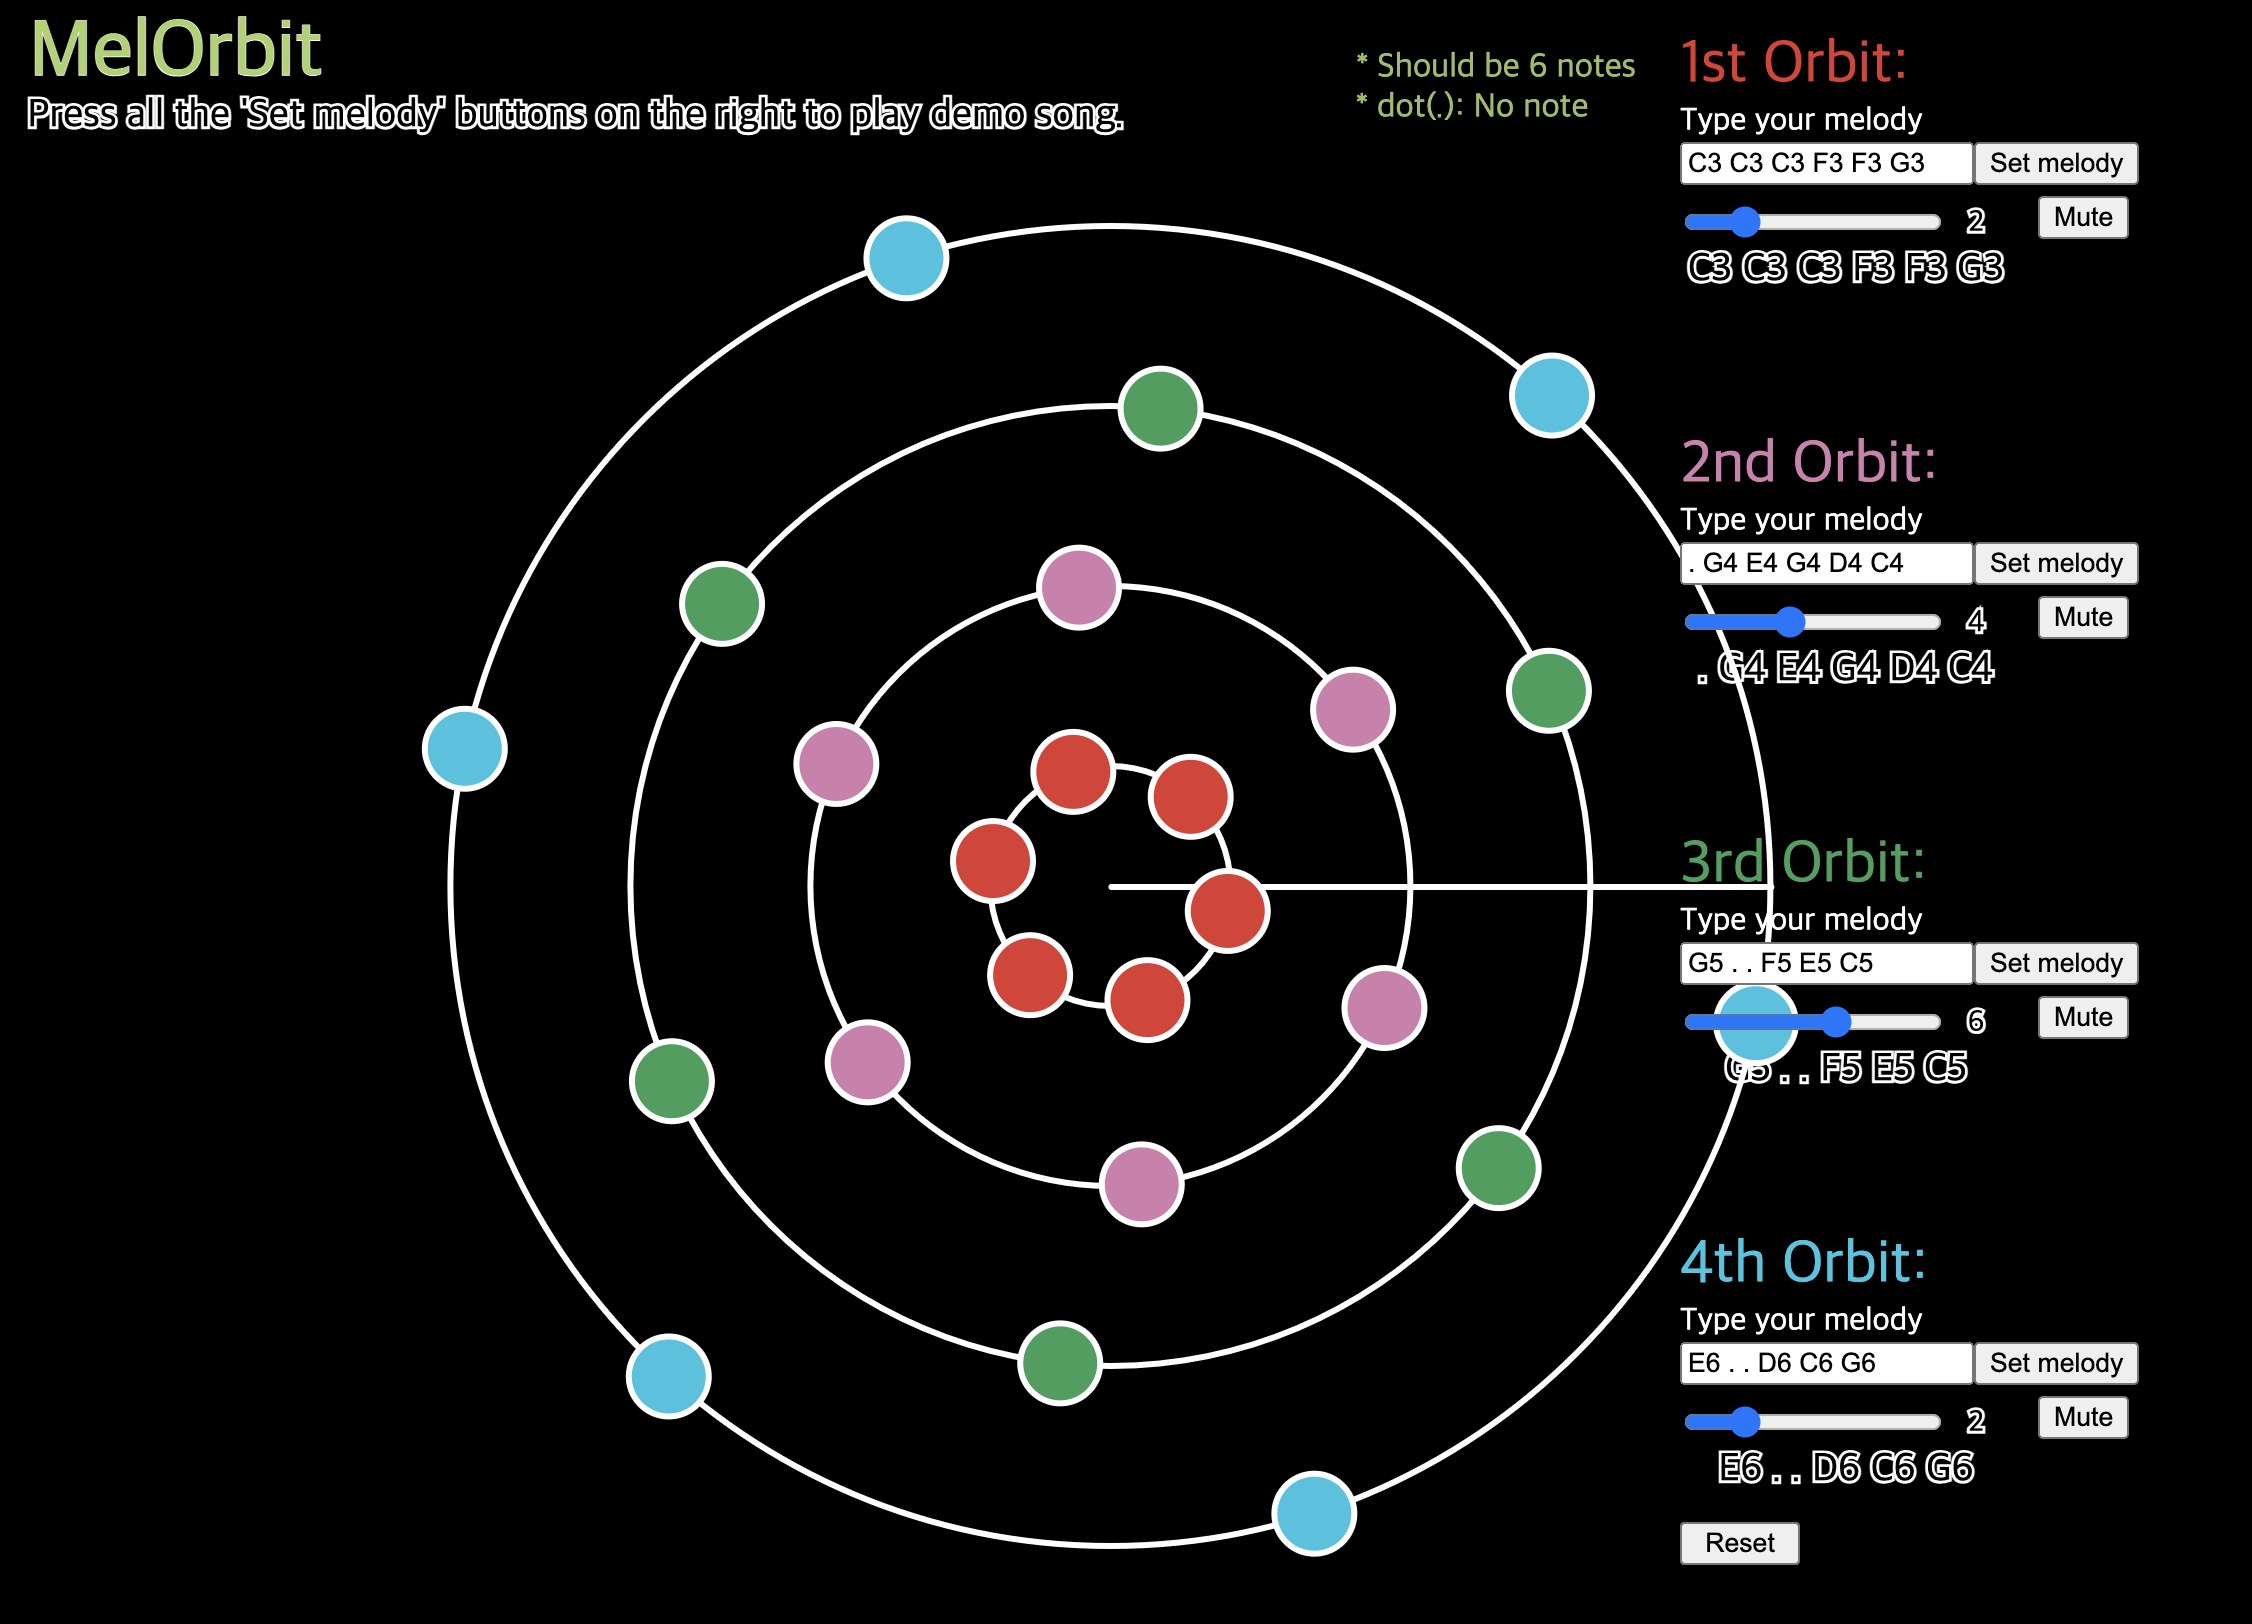 MelOrbit
Press all the 'Set melody' buttons on the right to play demo song.
* Should be 6 notes
* dot(.): No note
1st Orbit:
Type your melody
C3 C3 C3 F3 F3 G3 Set melody
2 Mute
C3 C3 C3 F3 F3 G3
2nd Orbit:
Type your melody
. G4 E4 G4 D4 C4 Set melody
4 Mute
. G4 E4 G4 D4 C4
3rd Orbit:
Type your melody
G5 . . F5 E5 C5 Set melody
6 Mute
G5 . . F5 E5 C5
4th Orbit:
Type your melody
E6 . . D6 C6 G6 Set melody
2 Mute
E6 . . D6 C6 G6
Reset